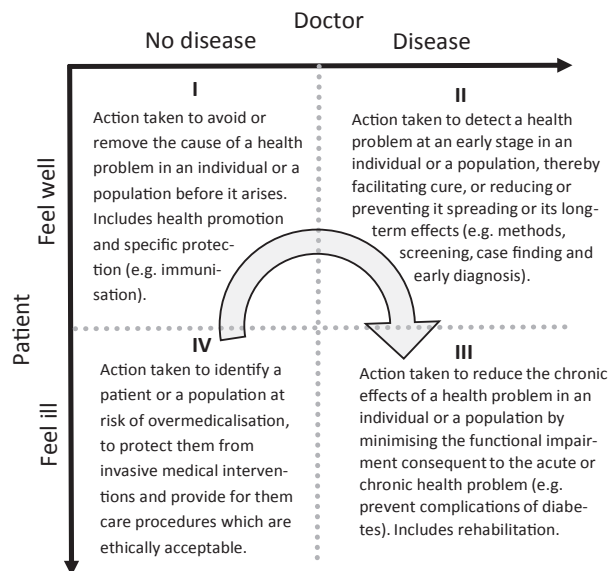 Doctor
No disease
Disease
Patient
Feel well
Feel ill
I
Action taken to avoid or
remove the cause of a health
problem in an individual or a
population before it arises.
Includes health promotion
and specific protec-
tion (e.g. immuni-
sation).
II
Action taken to detect a health
problem at an early stage in an
individual or a population, thereby
facilitating cure, or reducing or
preventing it spreading or its long-
term effects (e.g. methods,
screening, case finding and
early diagnosis).
IV
Action taken to identify a
patient or a population at
risk of overmedicalisation,
to protect them from
invasive medical interven-
tions and provide for them
care procedures which are
ethically acceptable.
III
Action taken to reduce the chronic
effects of a health problem in an
individual or a population by
minimising the functional impair-
ment consequent to the acute or
chronic health problem (e.g.
prevent complications of diabe-
tes). Includes rehabilitation.